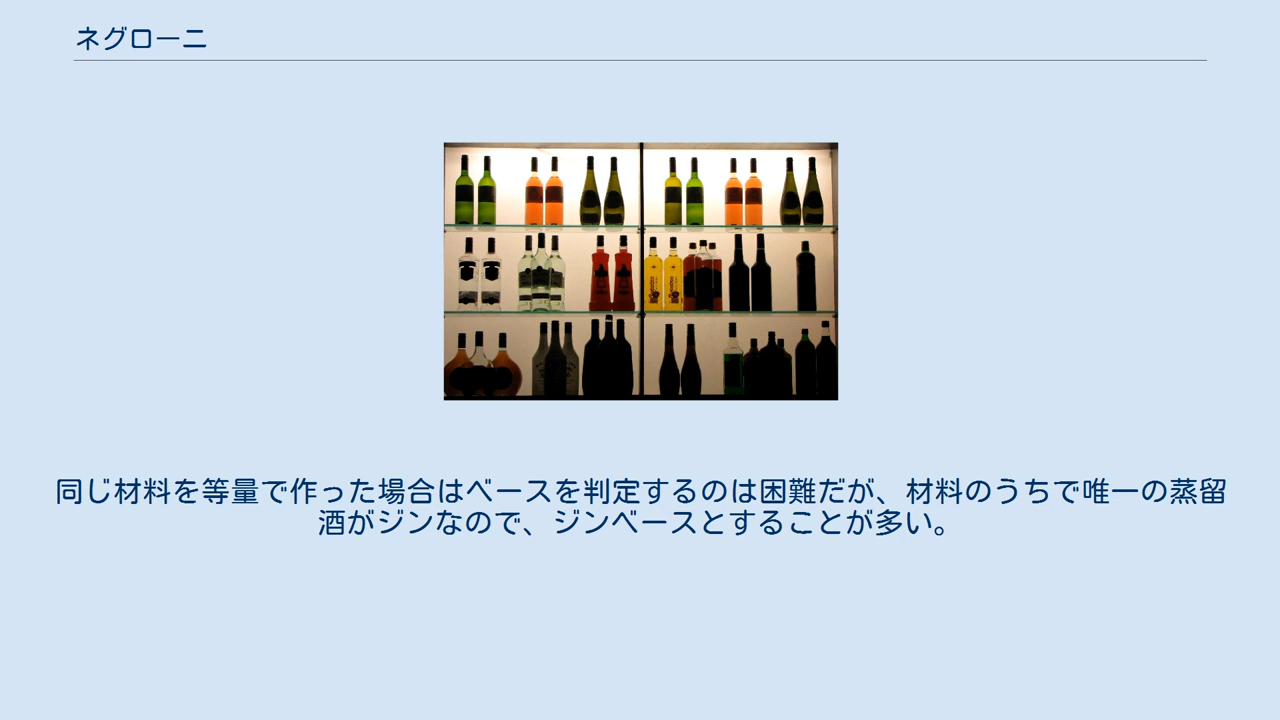 ネグローニ
同じ材料を等量で作った場合はベースを判定するのは困難だが、材料のうちで唯一の蒸留
酒がジンなので、ジンベースとすることが多い。